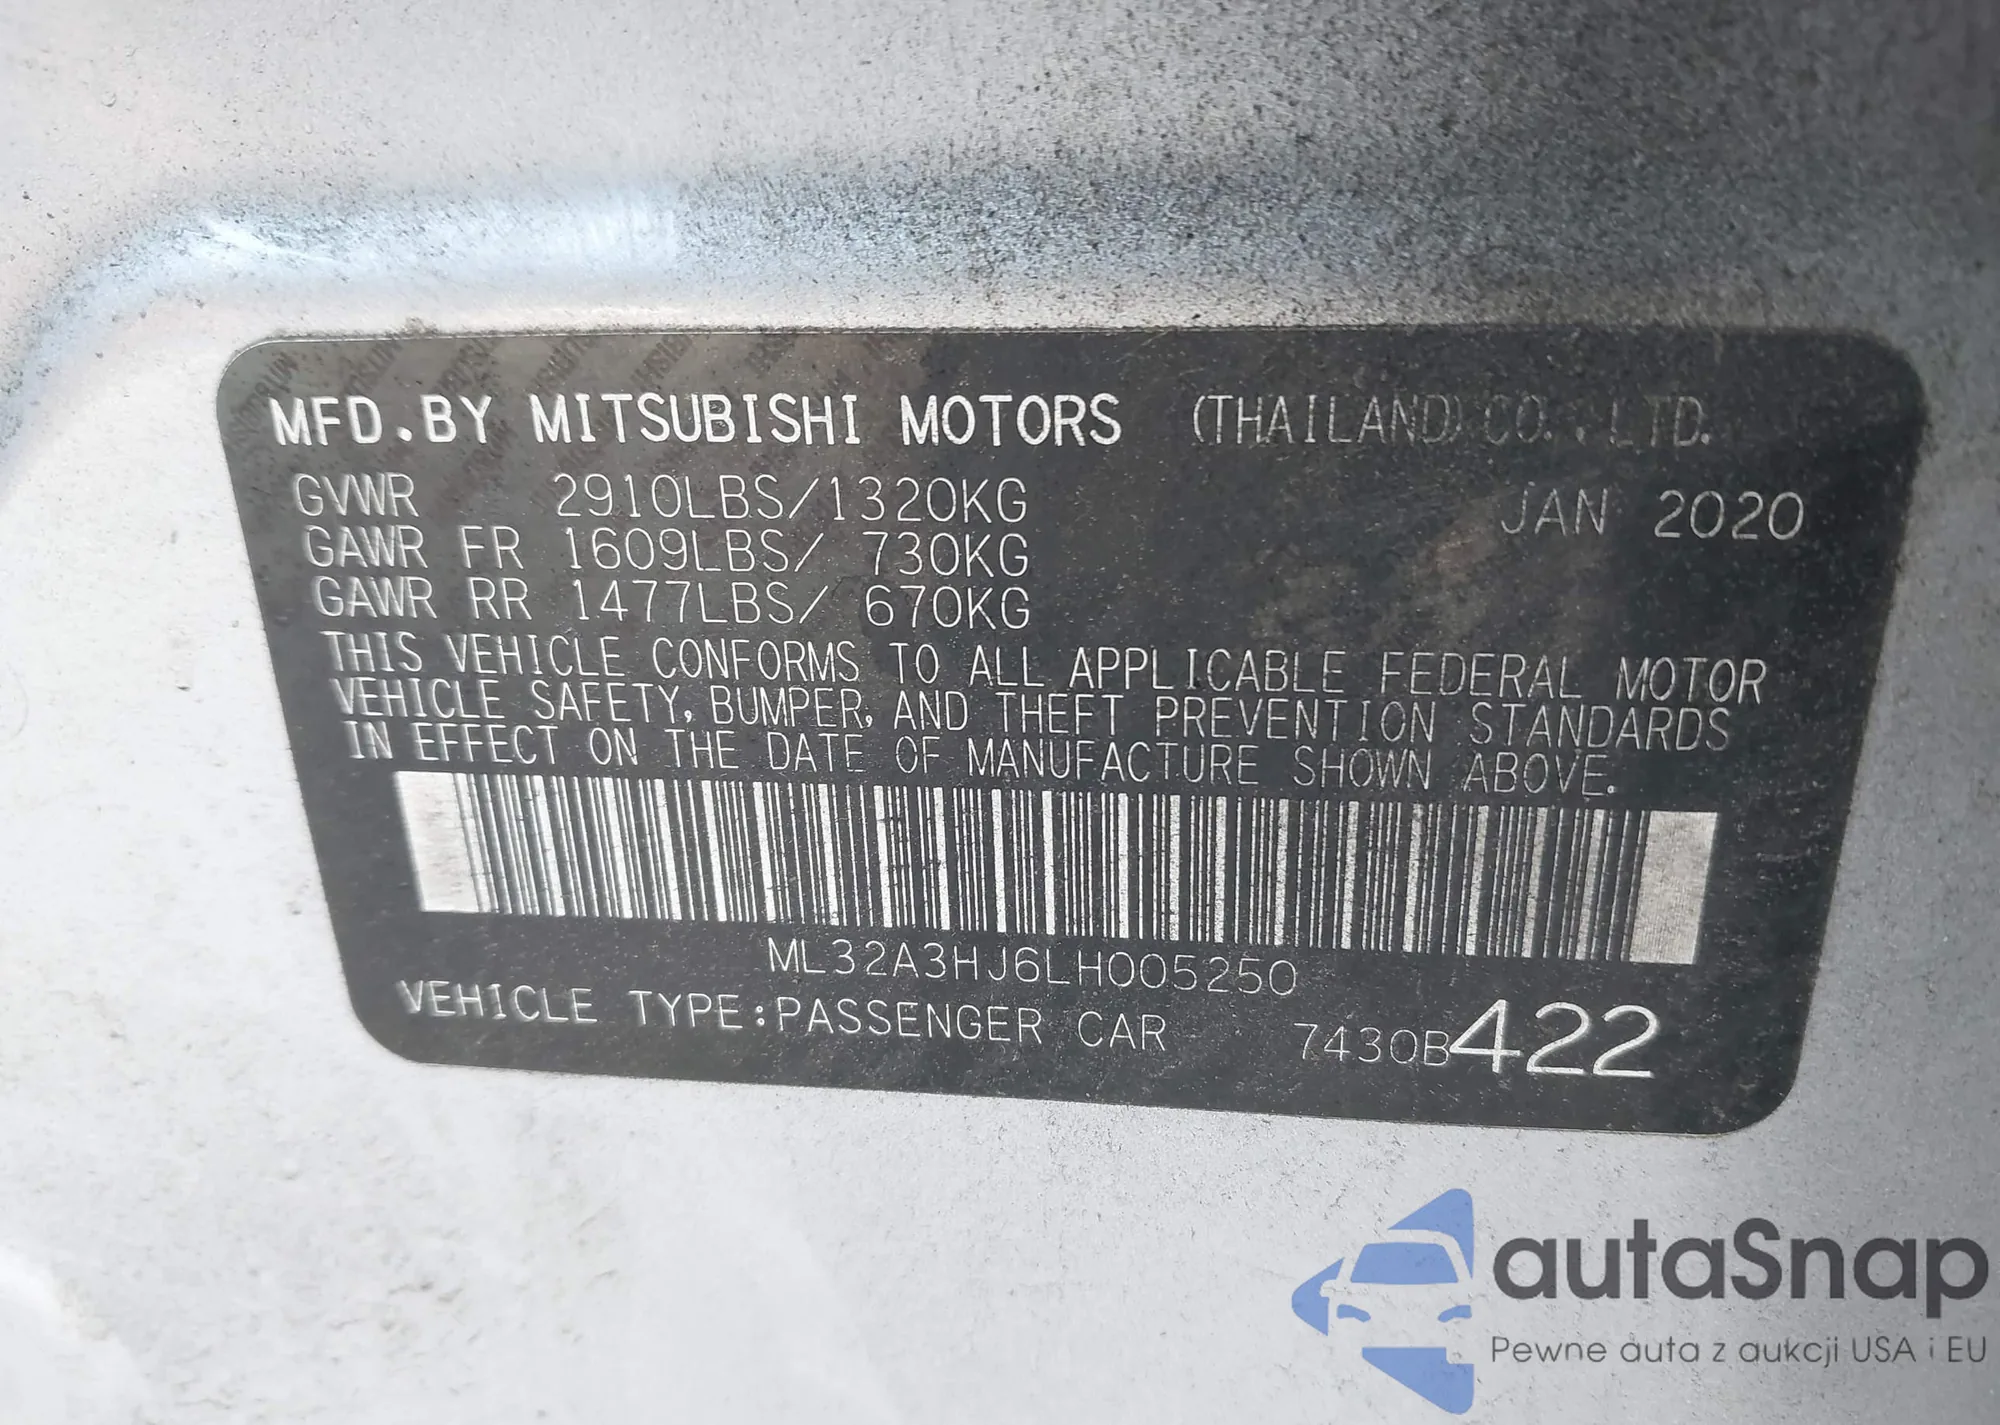 MFD.BY MITSUBISHI MOTORS (THAILAND) CO.,LTD.
GVWR 2910LBS/1320KG JAN 2020
GAWR FR 1609LBS/ 730KG
GAWR RR 1477LBS/ 670KG
THIS VEHICLE CONFORMS TO ALL APPLICABLE FEDERAL MOTOR
VEHICLE SAFETY, BUMPER, AND THEFT PREVENTION STANDARDS
IN EFFECT ON THE DATE OF MANUFACTURE SHOWN ABOVE.
ML32A3HJ6LH005250
VEHICLE TYPE:PASSENGER CAR 7430B422
autaSnap
Pewne auta z aukcji USA i EU